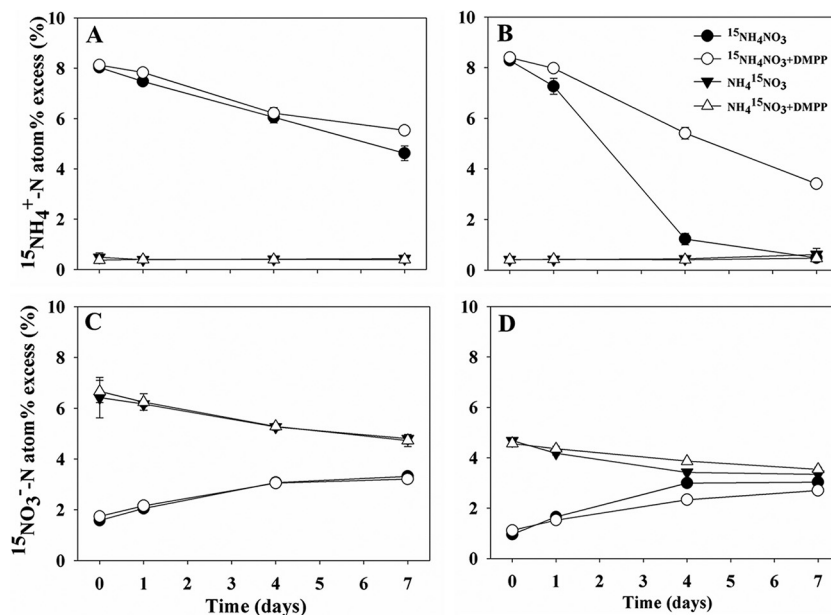 A
B
¹⁵NH₄NO₃
¹⁵NH₄NO₃+DMPP
NH₄¹⁵NO₃
NH₄¹⁵NO₃+DMPP
¹⁵NH₄⁺-N atom% excess (%)
10
8
6
4
2
0
10
8
6
4
2
0
C
D
¹⁵NO₃⁻-N atom% excess (%)
10
8
6
4
2
0
10
8
6
4
2
0
0 1 2 3 4 5 6 7
0 1 2 3 4 5 6 7
Time (days)
Time (days)